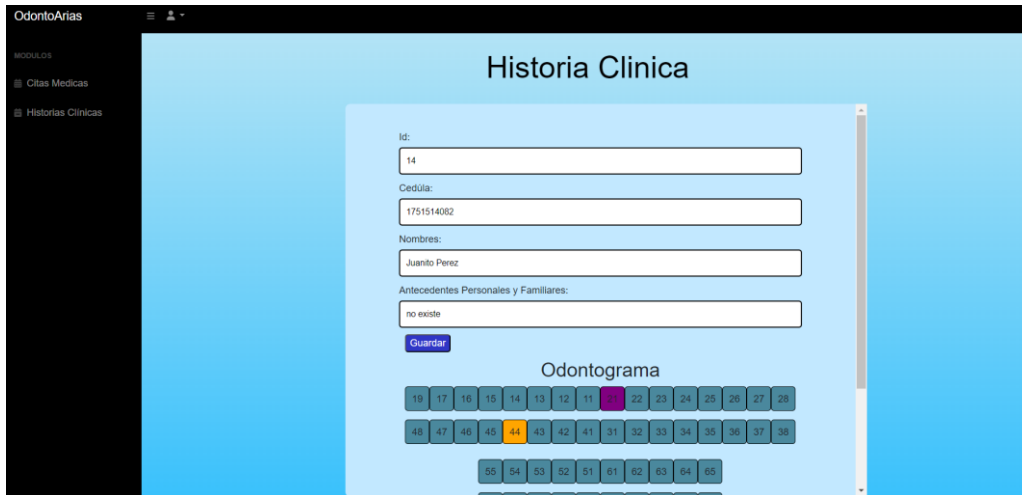 OdontoArias
MODULOS
Citas Medicas
Historias Clínicas
Historia Clinica
Id:
14
Cedúla:
1751514082
Nombres:
Juanito Perez
Antecedentes Personales y Familiares:
no existe
Guardar
Odontograma
19 17 16 15 14 13 12 11 21 22 23 24 25 26 27 28
48 47 46 45 44 43 42 41 31 32 33 34 35 36 37 38
55 54 53 52 51 61 62 63 64 65